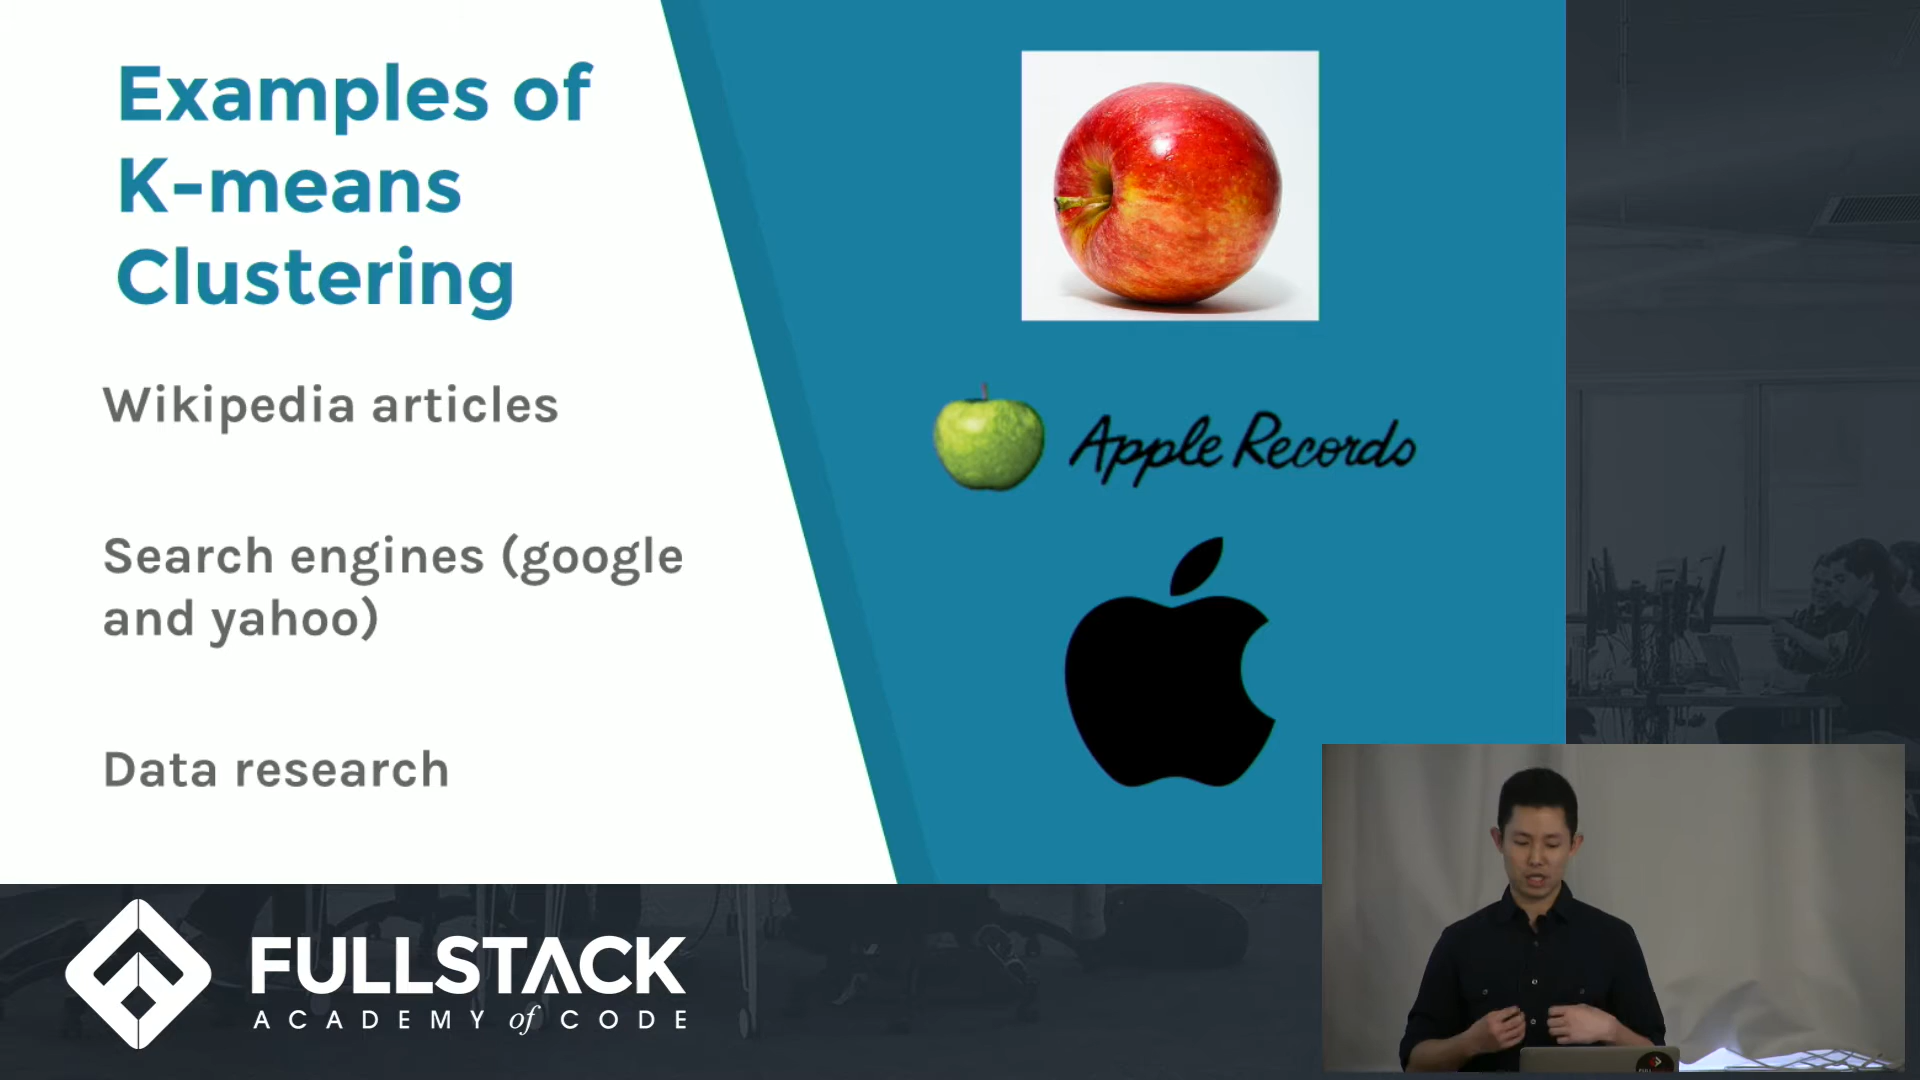 Examples of
K-means
Clustering
Wikipedia articles
Search engines (google
and yahoo)
Data research
Apple Records
FULLSTACK
ACADEMY of CODE